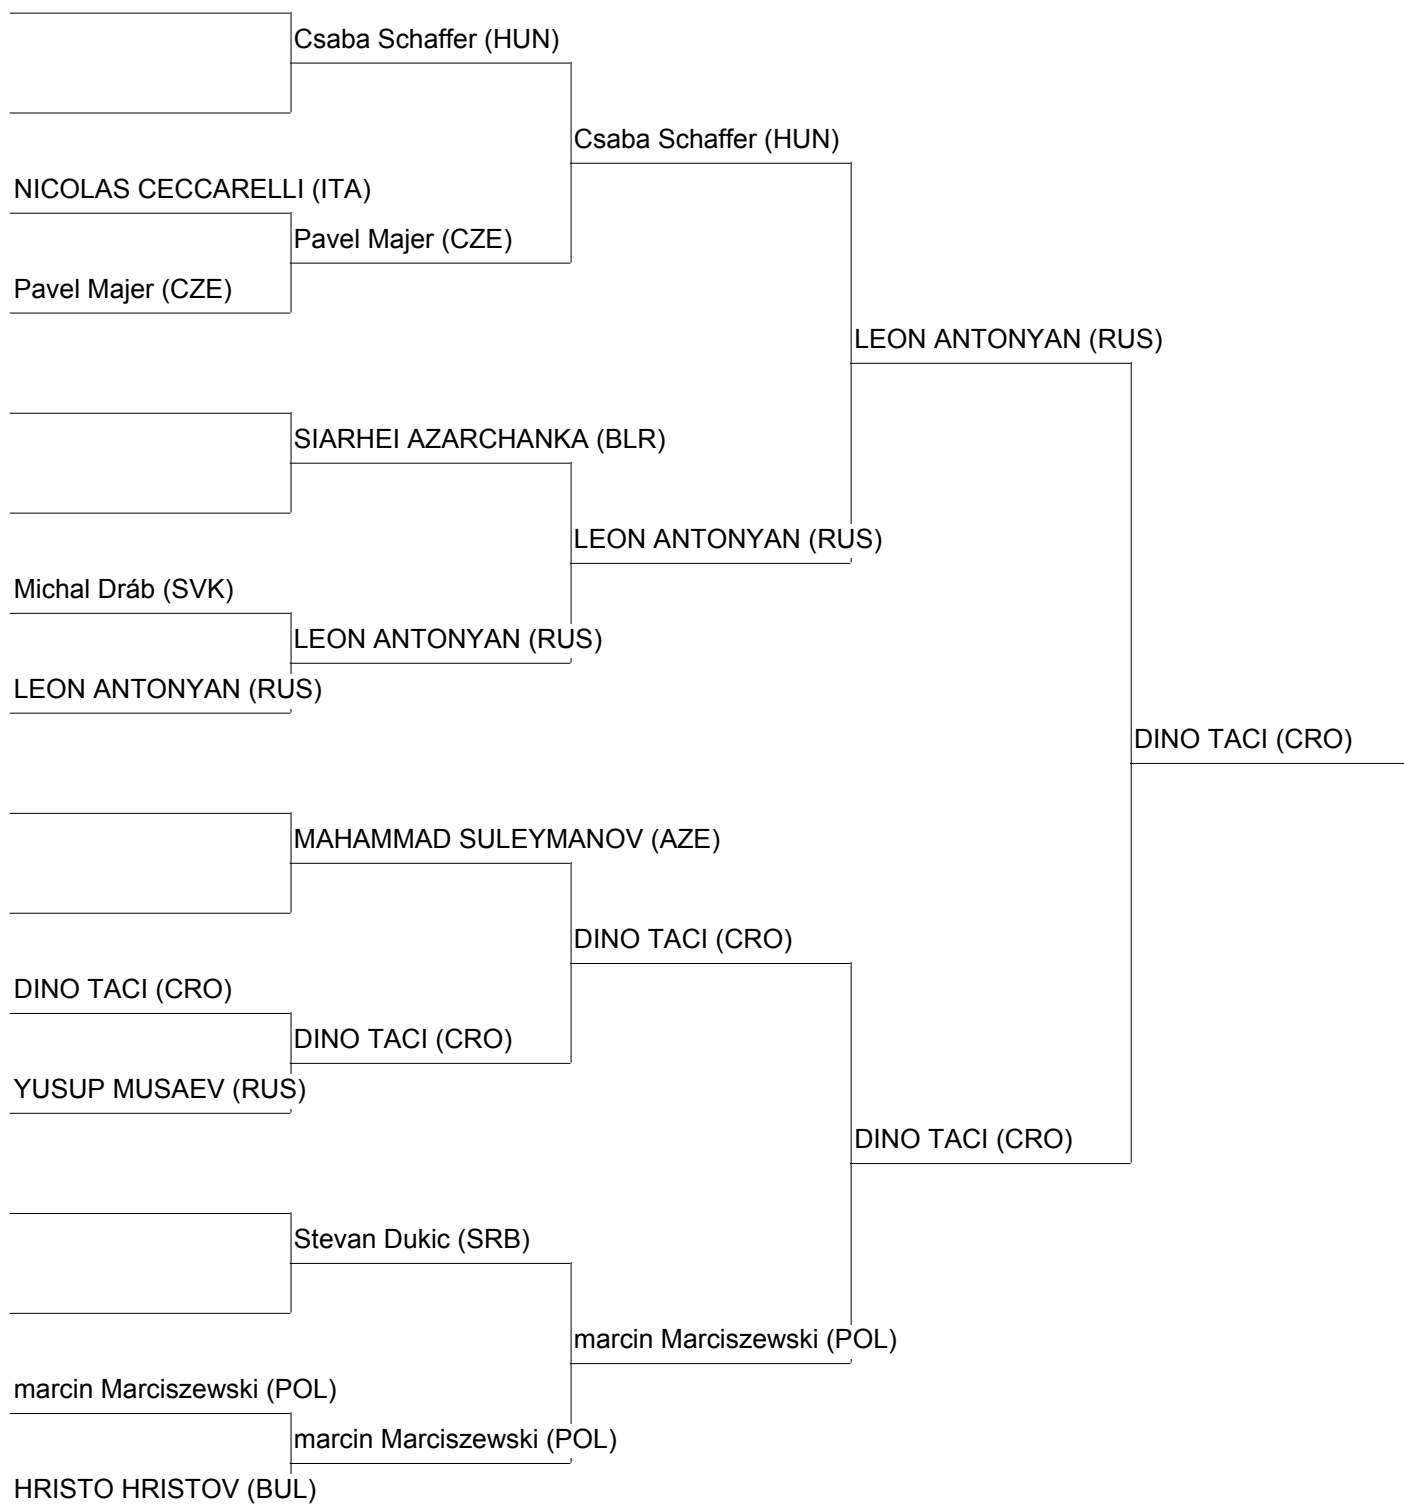 Csaba Schaffer (HUN)
Csaba Schaffer (HUN)
NICOLAS CECCARELLI (ITA)
Pavel Majer (CZE)
Pavel Majer (CZE)
LEON ANTONYAN (RUS)
SIARHEI AZARCHANKA (BLR)
LEON ANTONYAN (RUS)
Michal Dráb (SVK)
LEON ANTONYAN (RUS)
LEON ANTONYAN (RUS)
DINO TACI (CRO)
MAHAMMAD SULEYMANOV (AZE)
DINO TACI (CRO)
DINO TACI (CRO)
DINO TACI (CRO)
YUSUP MUSAEV (RUS)
DINO TACI (CRO)
Stevan Dukic (SRB)
marcin Marciszewski (POL)
marcin Marciszewski (POL)
marcin Marciszewski (POL)
HRISTO HRISTOV (BUL)